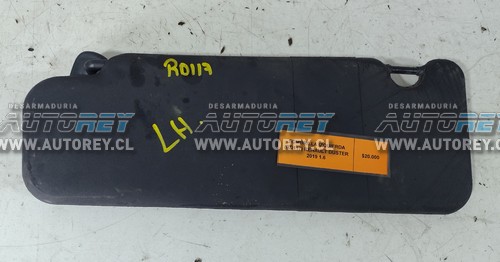 R0117
DESARMADURIA DESARMADURIA DESARMADURIA
AUTOREY AUTOREY AUTOREY
WWW.AUTOREY.CL WWW.AUTOREY.CL WWW.AUTOREY.CL
LH
DUSTER
2019 1.6
$20.000